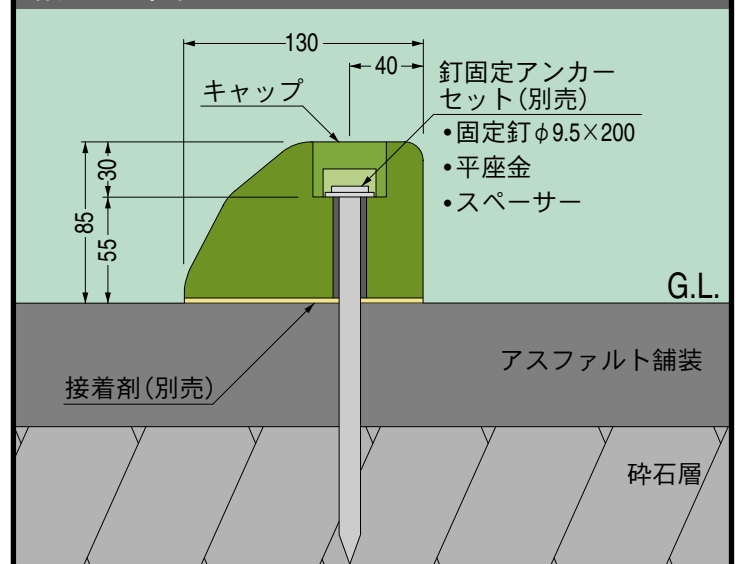 130
40
キャップ
釘固定アンカー
セット(別売)
•固定釘φ9.5×200
•平座金
•スペーサー
30
85
55
G.L.
アスファルト舗装
接着剤(別売)
砕石層